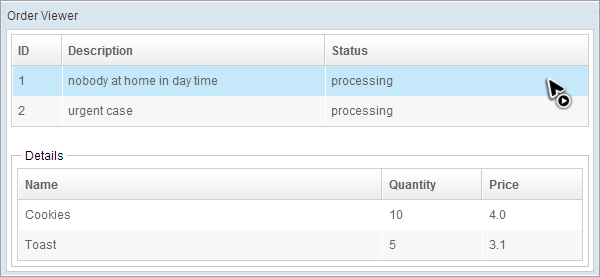 Order Viewer
ID Description Status
1 nobody at home in day time processing
2 urgent case processing
Details
Name Quantity Price
Cookies 10 4.0
Toast 5 3.1